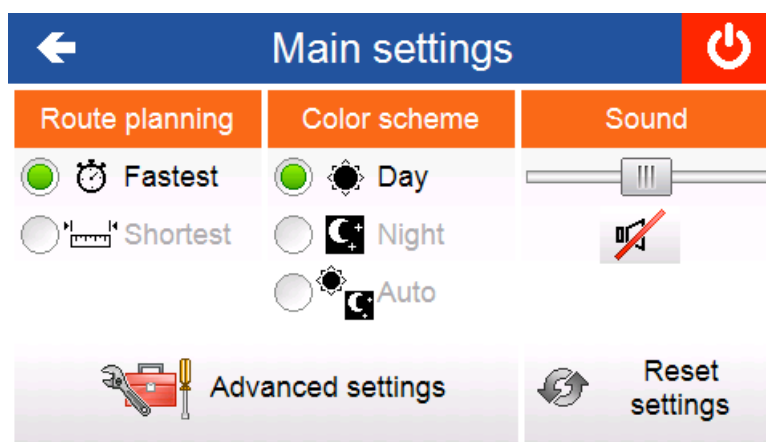 Main settings
Route planning
Color scheme
Sound
Fastest
Day
Shortest
Night
Auto
Advanced settings
Reset
settings